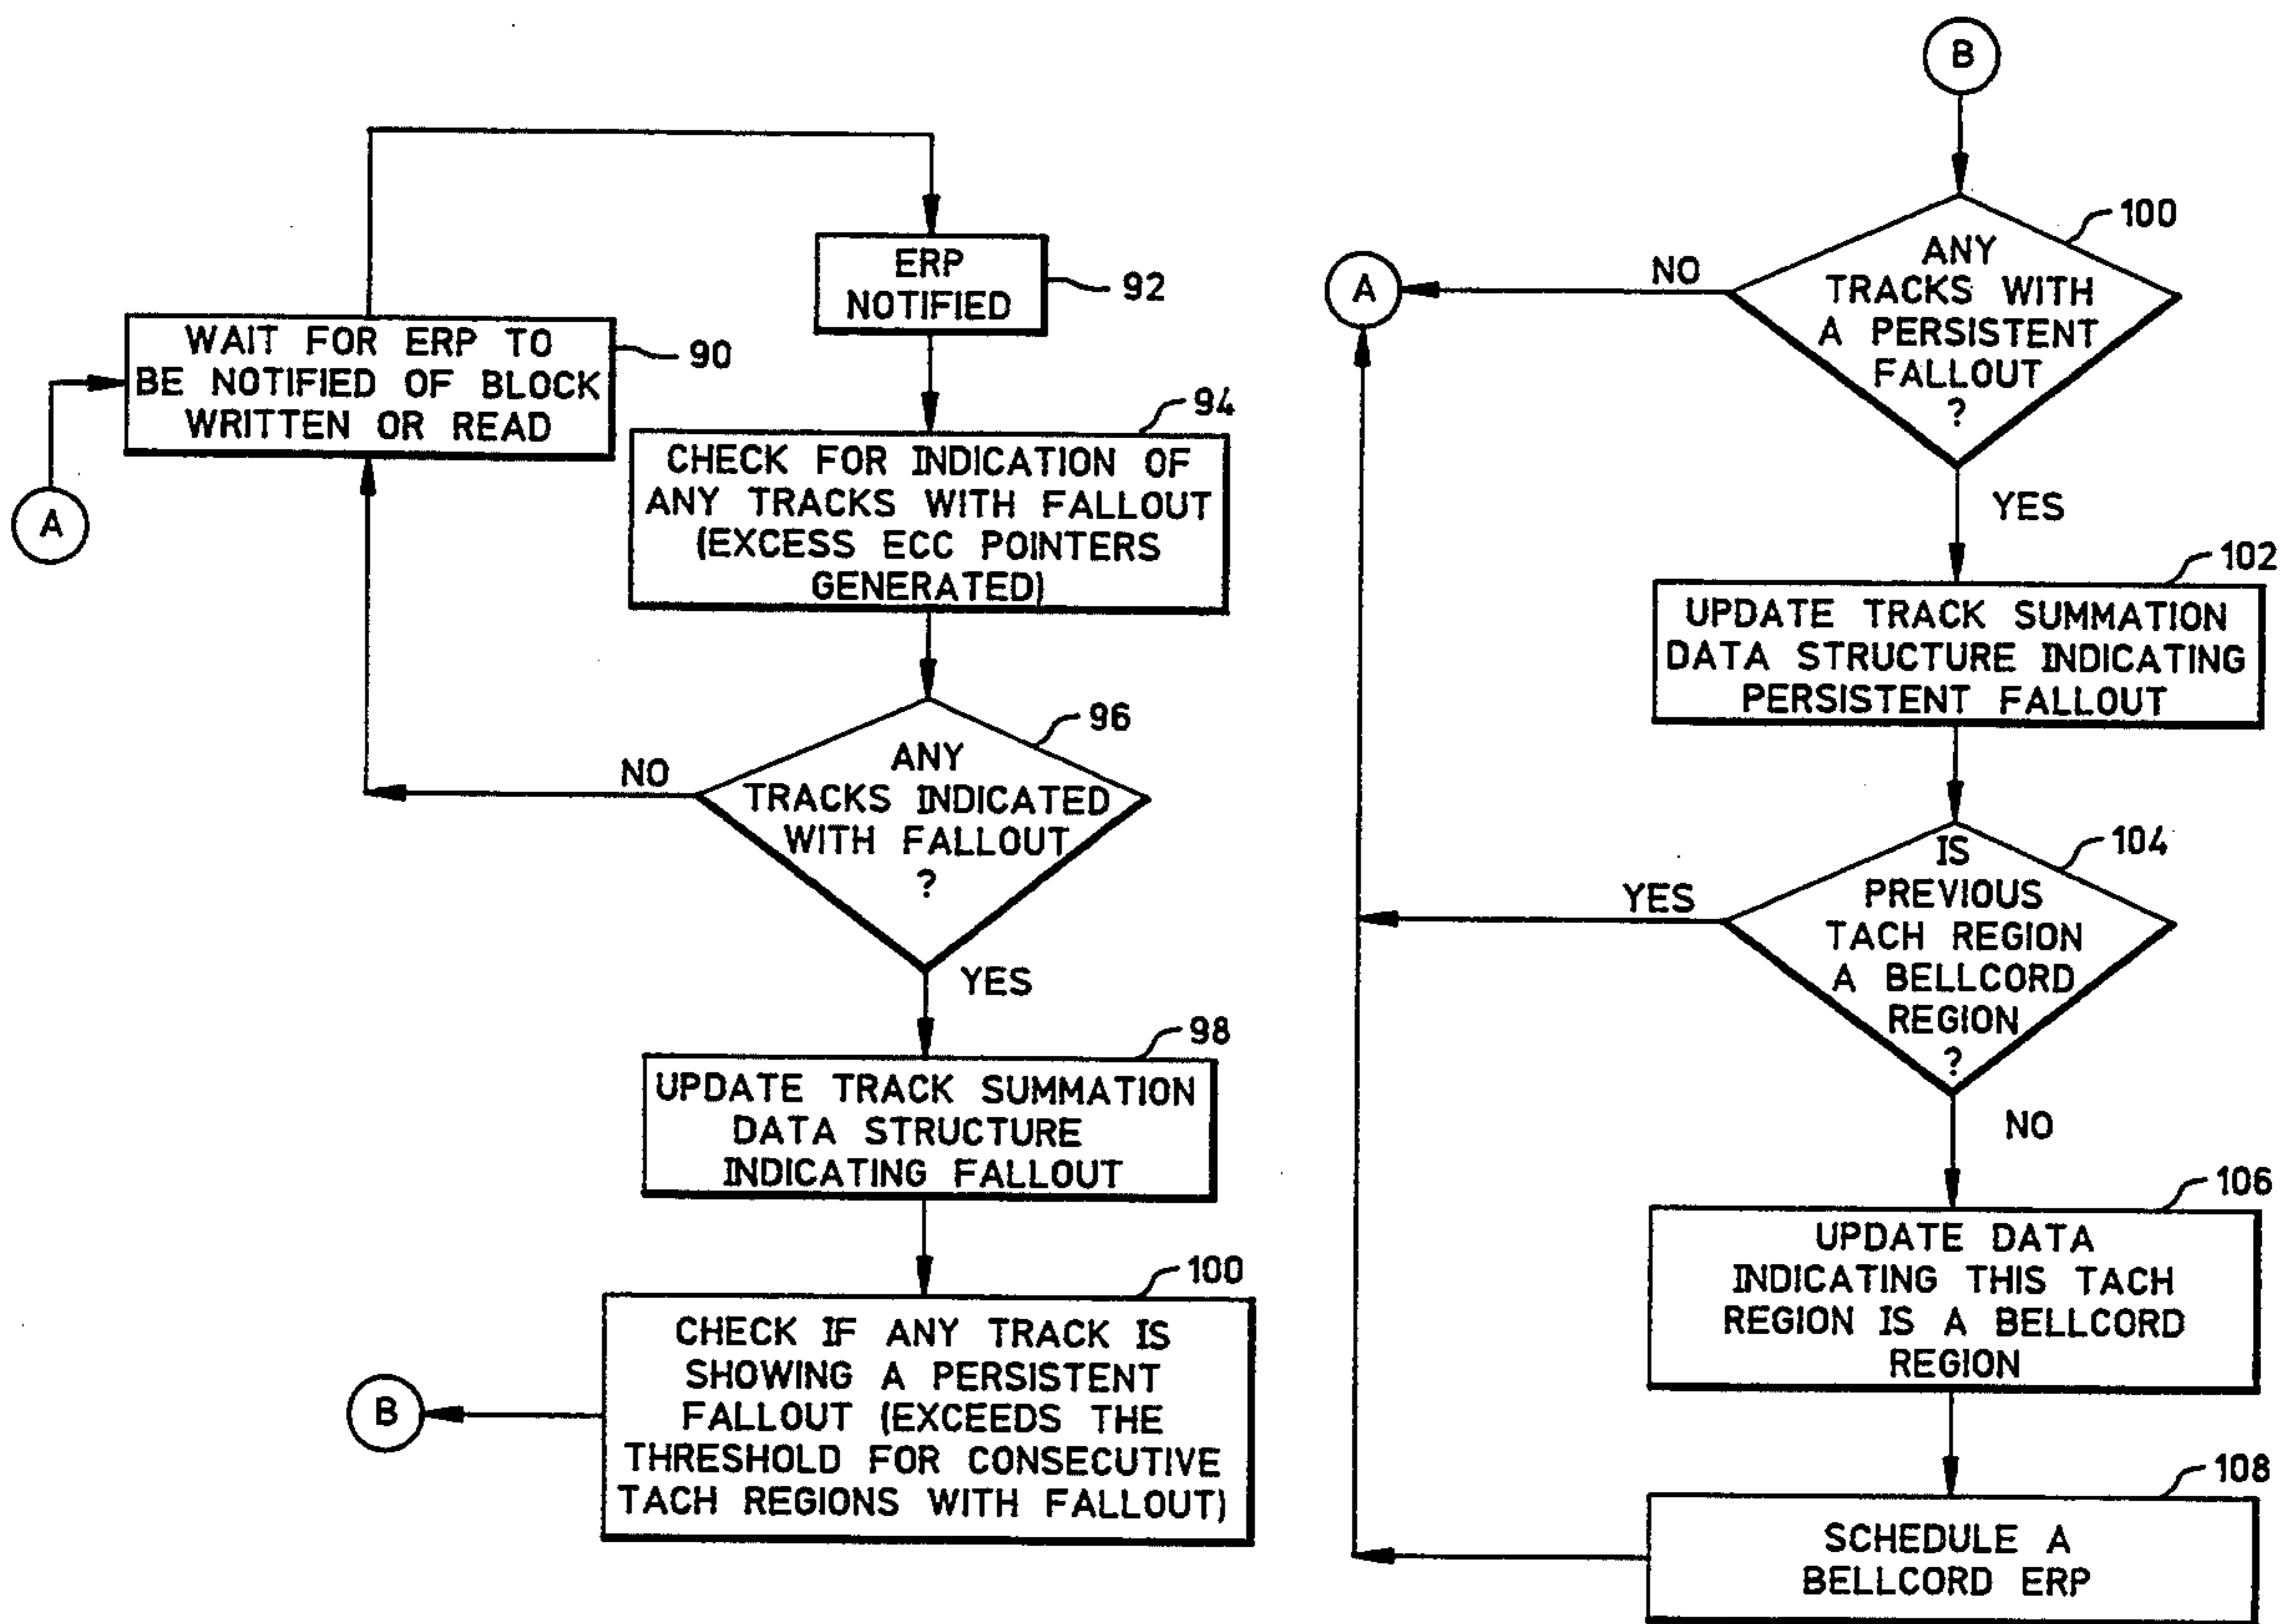 ERP
NOTIFIED
92
WAIT FOR ERP TO
BE NOTIFIED OF BLOCK
WRITTEN OR READ
90
A
94
CHECK FOR INDICATION OF
ANY TRACKS WITH FALLOUT
(EXCESS ECC POINTERS
GENERATED)
96
ANY
TRACKS INDICATED
WITH FALLOUT
?
NO
YES
98
UPDATE TRACK SUMMATION
DATA STRUCTURE
INDICATING FALLOUT
100
CHECK IF ANY TRACK IS
SHOWING A PERSISTENT
FALLOUT (EXCEEDS THE
THRESHOLD FOR CONSECUTIVE
TACH REGIONS WITH FALLOUT)
B
B
100
ANY
TRACKS WITH
A PERSISTENT
FALLOUT
?
NO
A
YES
102
UPDATE TRACK SUMMATION
DATA STRUCTURE INDICATING
PERSISTENT FALLOUT
104
IS
PREVIOUS
TACH REGION
A BELLCORD
REGION
?
YES
NO
106
UPDATE DATA
INDICATING THIS TACH
REGION IS A BELLCORD
REGION
108
SCHEDULE A
BELLCORD ERP